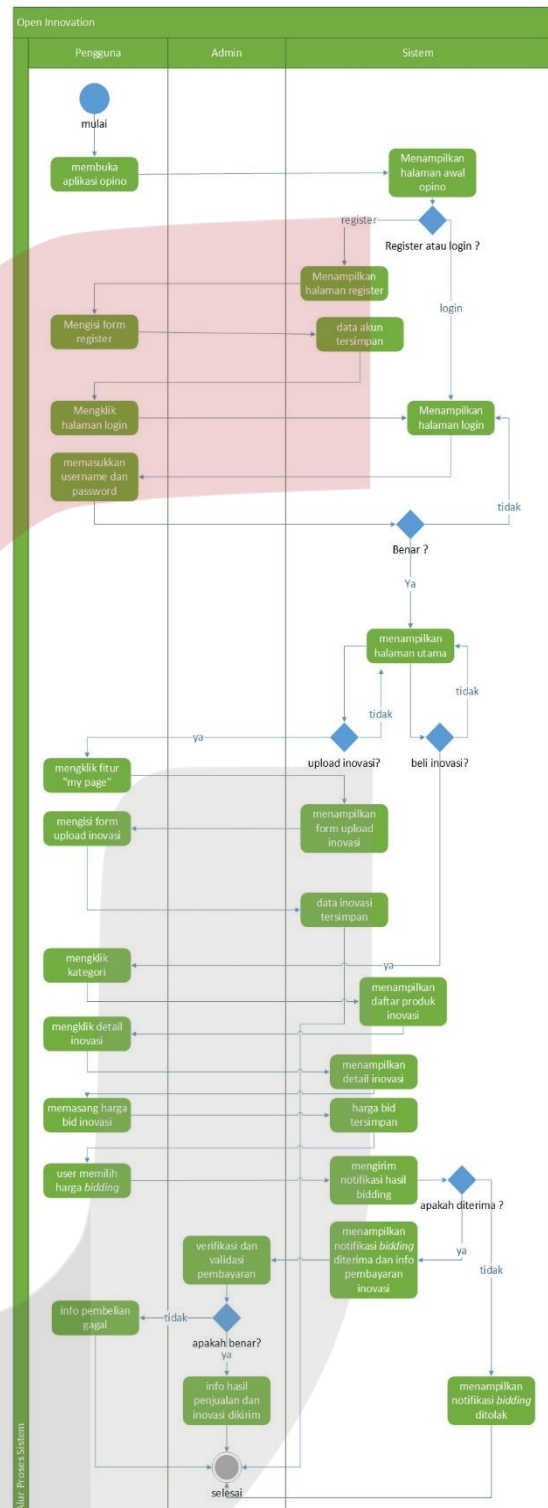 Open Innovation
Pengguna
Admin
Sistem
mulai
membuka
aplikasi opino
Menampilkan
halaman awal
opino
Register atau login ?
register
login
Menampilkan
halaman register
Mengisi form
register
data akun
tersimpan
Mengklik
halaman login
Menampilkan
halaman login
memasukkan
username dan
password
tidak
Benar ?
Ya
menampilkan
halaman utama
tidak
tidak
ya
upload inovasi?
beli inovasi?
mengklik fitur
"my page"
mengisi form
upload inovasi
menampilkan
form upload
inovasi
data inovasi
tersimpan
mengklik
kategori
ya
menampilkan
daftar produk
inovasi
mengklik detail
inovasi
menampilkan
detail inovasi
memasang harga
bid inovasi
harga bid
tersimpan
user memilih
harga bidding
mengirim
notifikasi hasil
bidding
apakah diterima ?
ya
tidak
menampilkan
notifikasi bidding
diterima dan info
pembayaran
inovasi
verifikasi dan
validasi
pembayaran
info pembelian
gagal
tidak
apakah benar?
ya
info hasil
penjualan dan
inovasi dikirim
menampilkan
notifikasi bidding
ditolak
selesai
Alur Proses Sistem